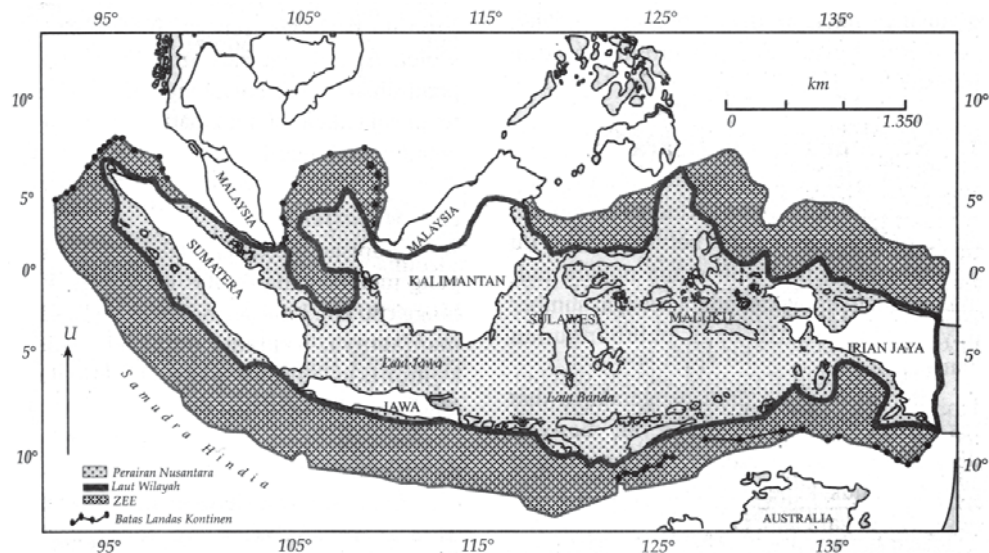 95° 105° 115° 125° 135°
km
10° 10°
0 1.350
MALAYSIA
5° 5°
MALAYSIA
SUMATERA
0° 0°
KALIMANTAN
SULAWESI
MALUKU
U
IRIAN JAYA
5° 5°
Laut Jawa
Laut Banda
JAWA
Samudra Hindia
10° 10°
Perairan Nusantara
Laut Wilayah
ZEE
Batas Landas Kontinen
AUSTRALIA
95° 105° 115° 125° 135°